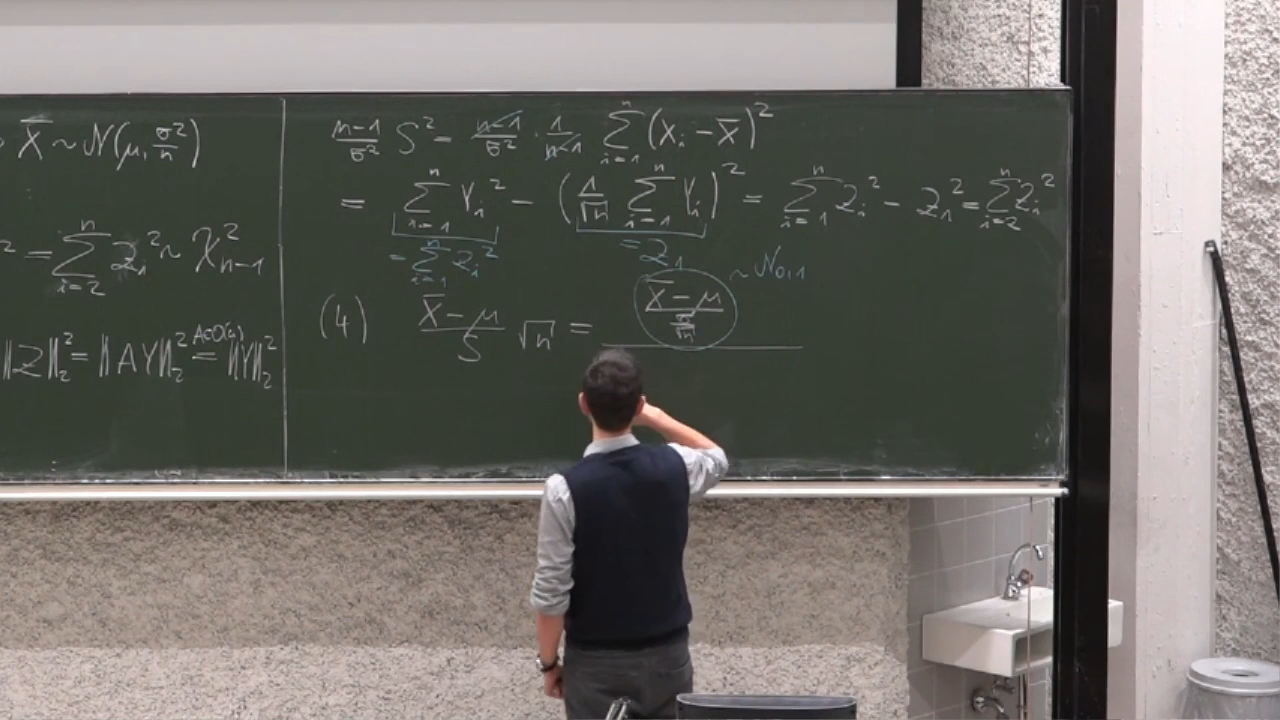 X̄ ~ N(μ, σ²/n)
² = ∑_{i=2}^{n} Z_i² ~ χ²_{n-1}
‖Z‖₂² = ‖AY‖₂² =^{A∈O(n)} ‖Y‖₂²
(n-1)/σ² S² = (n-1)/σ² · 1/(n-1) ∑_{i=1}^{n} (X_i - X̄)²
= ∑_{i=1}^{n} Y_i² - (1/√n ∑_{i=1}^{n} Y_i)² = ∑_{i=1}^{n} Z_i² - Z_1² = ∑_{i=2}^{n} Z_i²
= ∑_{i=1}^{n} Z_i² = Z_1
(4) (X̄ - μ)/S √n = (X̄ - μ)/(σ/√n) ~ N_{0,1}